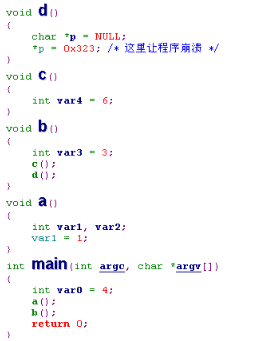 void d()
{
char *p = NULL;
*p = 0x323; /* 这里让程序崩溃 */
}
void c()
{
int var4 = 6;
}
void b()
{
int var3 = 3;
c();
d();
}
void a()
{
int var1, var2;
var1 = 1;
}
int main(int argc, char *argv[])
{
int var0 = 4;
a();
b();
return 0;
}